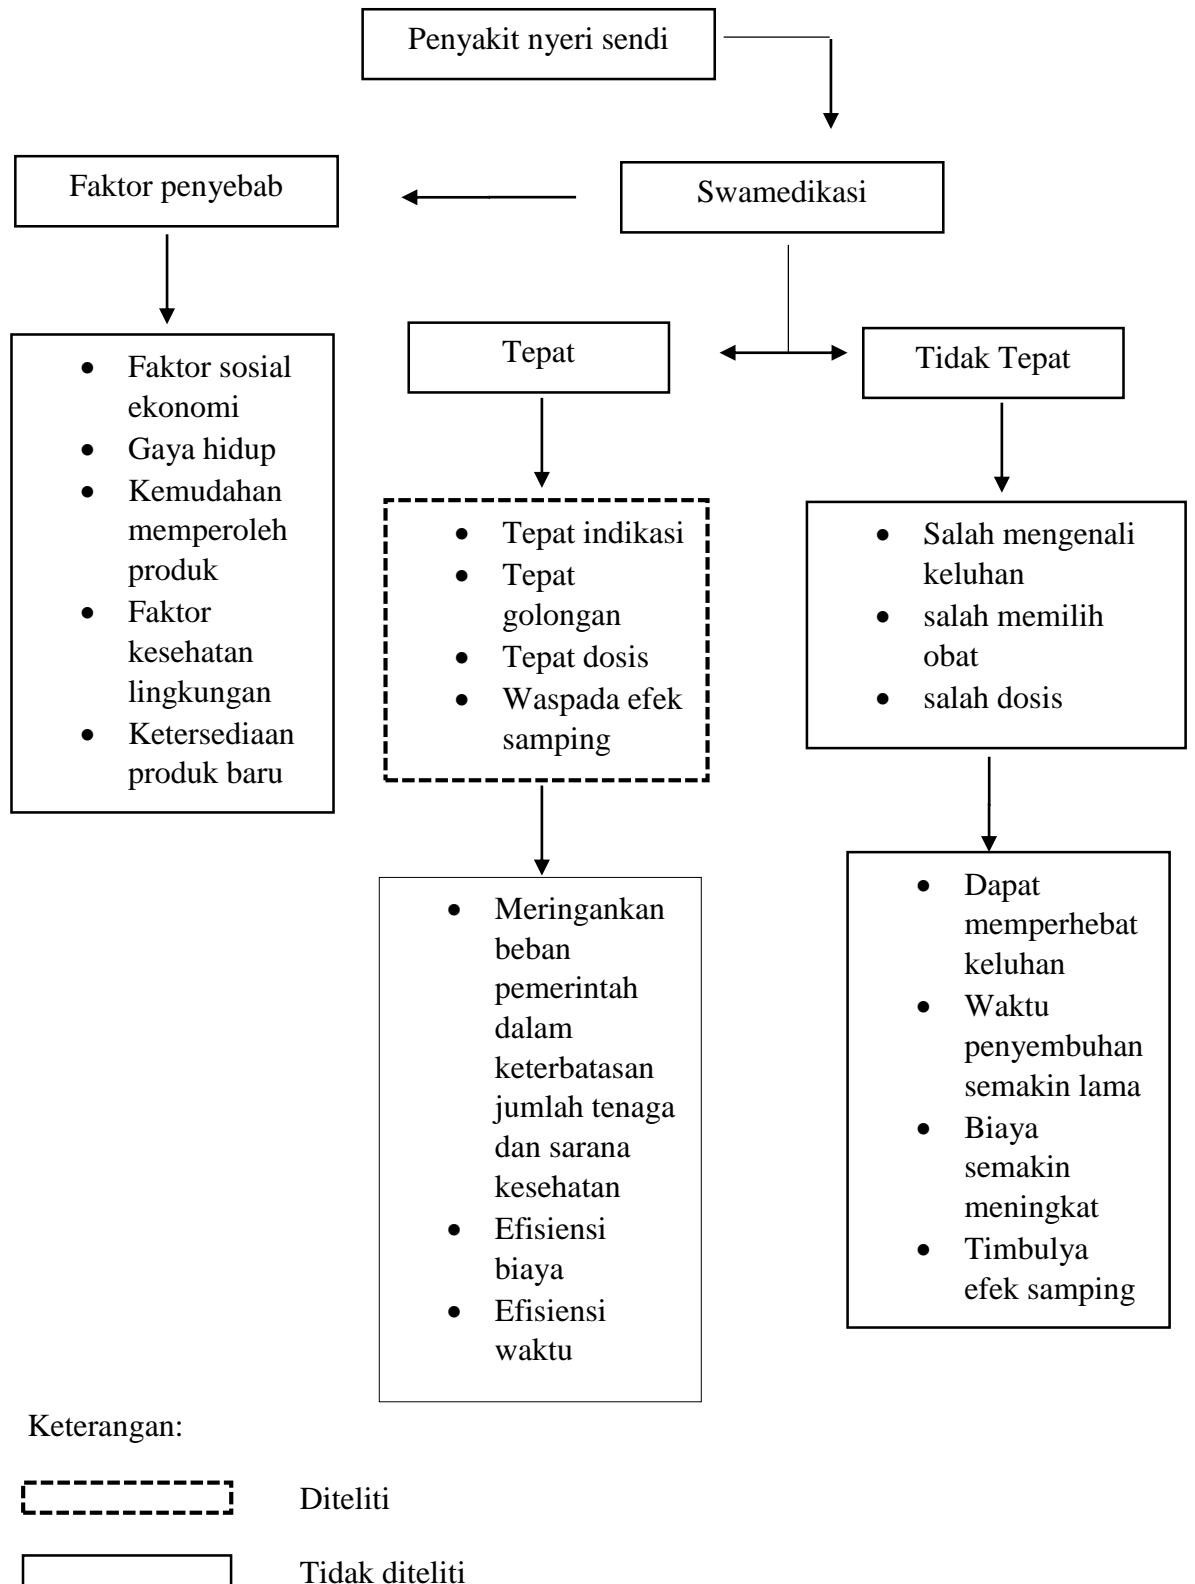 Penyakit nyeri sendi
Faktor penyebab
Swamedikasi
Tepat
Tidak Tepat
• Faktor sosial
ekonomi
• Gaya hidup
• Kemudahan
memperoleh
produk
• Faktor
kesehatan
lingkungan
• Ketersediaan
produk baru
• Tepat indikasi
• Tepat
golongan
• Tepat dosis
• Waspada efek
samping
• Salah mengenali
keluhan
• salah memilih
obat
• salah dosis
• Meringankan
beban
pemerintah
dalam
keterbatasan
jumlah tenaga
dan sarana
kesehatan
• Efisiensi
biaya
• Efisiensi
waktu
• Dapat
memperhebat
keluhan
• Waktu
penyembuhan
semakin lama
• Biaya
semakin
meningkat
• Timbulya
efek samping
Keterangan:
Diteliti
Tidak diteliti